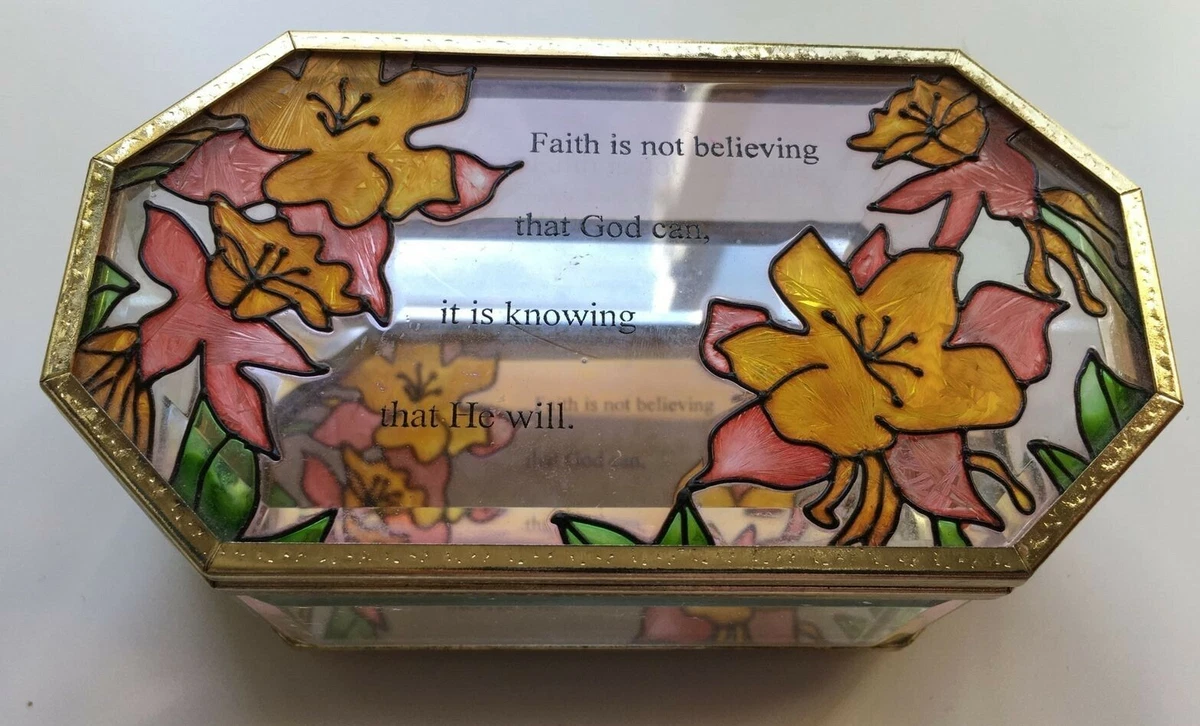 Faith is not believing
that God can,
it is knowing
that He will.